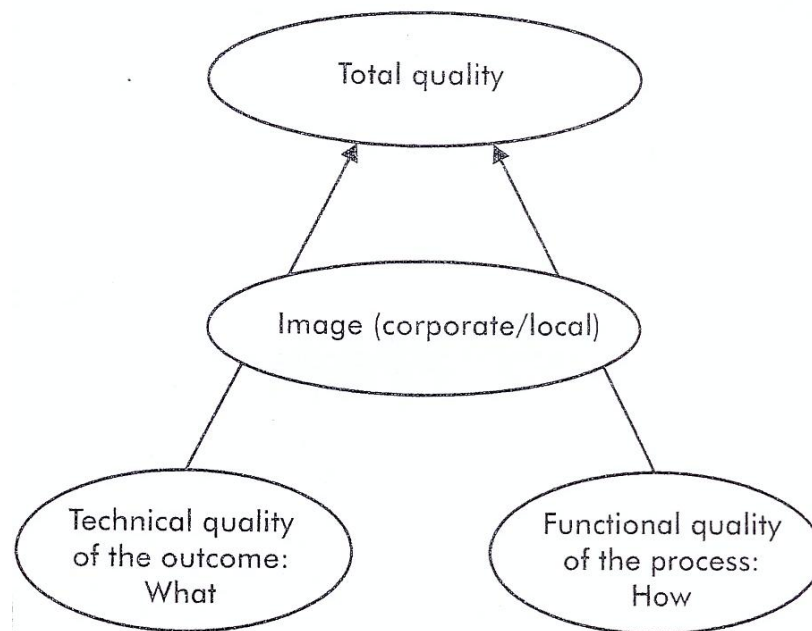 Total quality
Image (corporate/local)
Technical quality
of the outcome:
What
Functional quality
of the process:
How